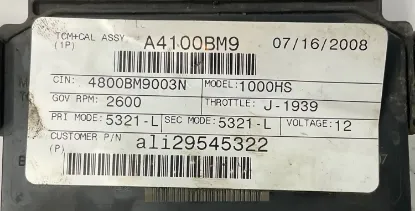 TCM+CAL ASSY A4100BM9 07/16/2008
(1P)
CIN: 4800BM9003N MODEL: 1000HS
GOV RPM: 2600 THROTTLE: J-1939
PRI MODE: 5321-L SEC MODE: 5321-L VOLTAGE: 12
CUSTOMER P/N ali29545322
(P)